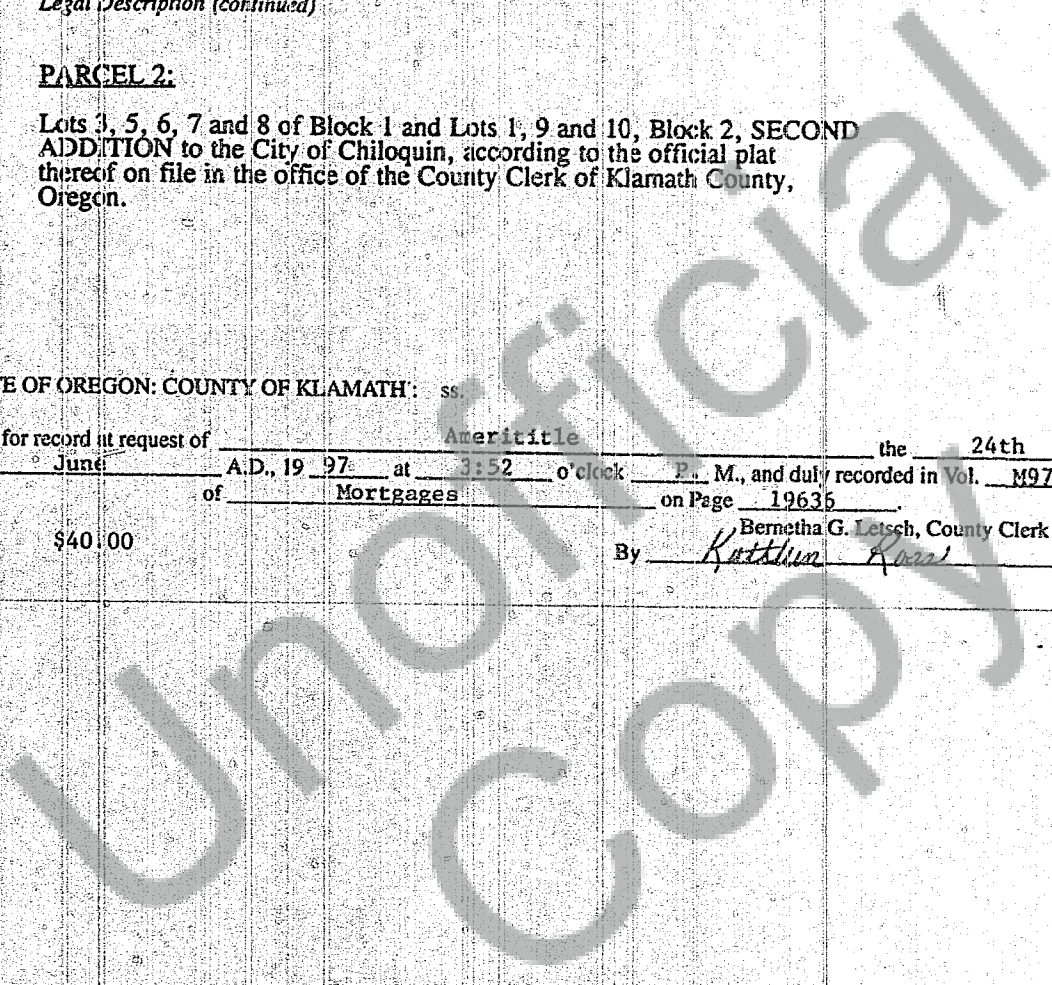 Legal Description (continued)
PARCEL 2:
Lots 3, 5, 6, 7 and 8 of Block 1 and Lots 1, 9 and 10, Block 2, SECOND
ADDITION to the City of Chiloquin, according to the official plat
thereof on file in the office of the County Clerk of Klamath County,
Oregon.
E OF OREGON: COUNTY OF KLAMATH: ss.
for record at request of Amerititle the 24th
June A.D., 19 97 at 3:52 o'clock P. M., and duly recorded in Vol. M97
of Mortgages on Page 19635.
Bernetha G. Letsch, County Clerk
$40.00
By Kathlun Ross
Unofficial
Copy